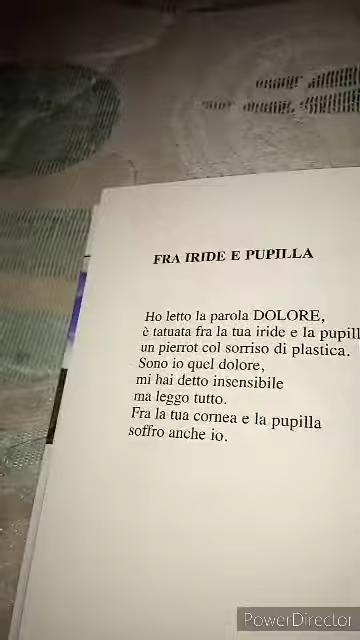 FRA IRIDE E PUPILLA
Ho letto la parola DOLORE,
è tatuata fra la tua iride e la
un pierrot col sorriso di plastica.
Sono io quel dolore,
mi hai detto insensibile
ma leggo tutto.
Fra la tua cornea e la pupilla
soffro anche io.
PowerDirector